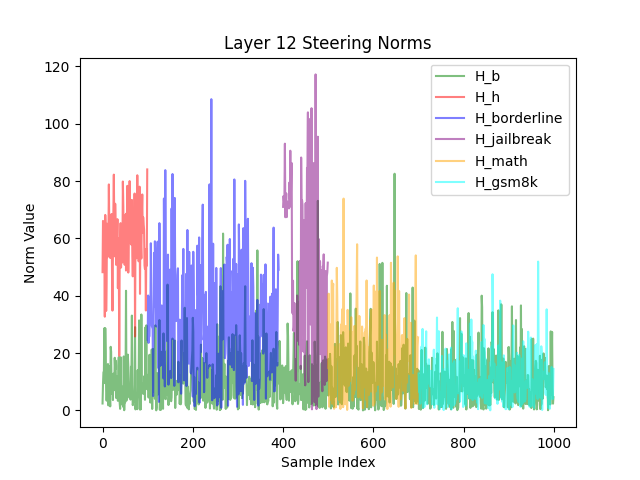 Layer 12 Steering Norms
H_b
H_h
H_borderline
H_jailbreak
H_math
H_gsm8k
Norm Value
120
100
80
60
40
20
0
0
200
400
600
800
1000
Sample Index